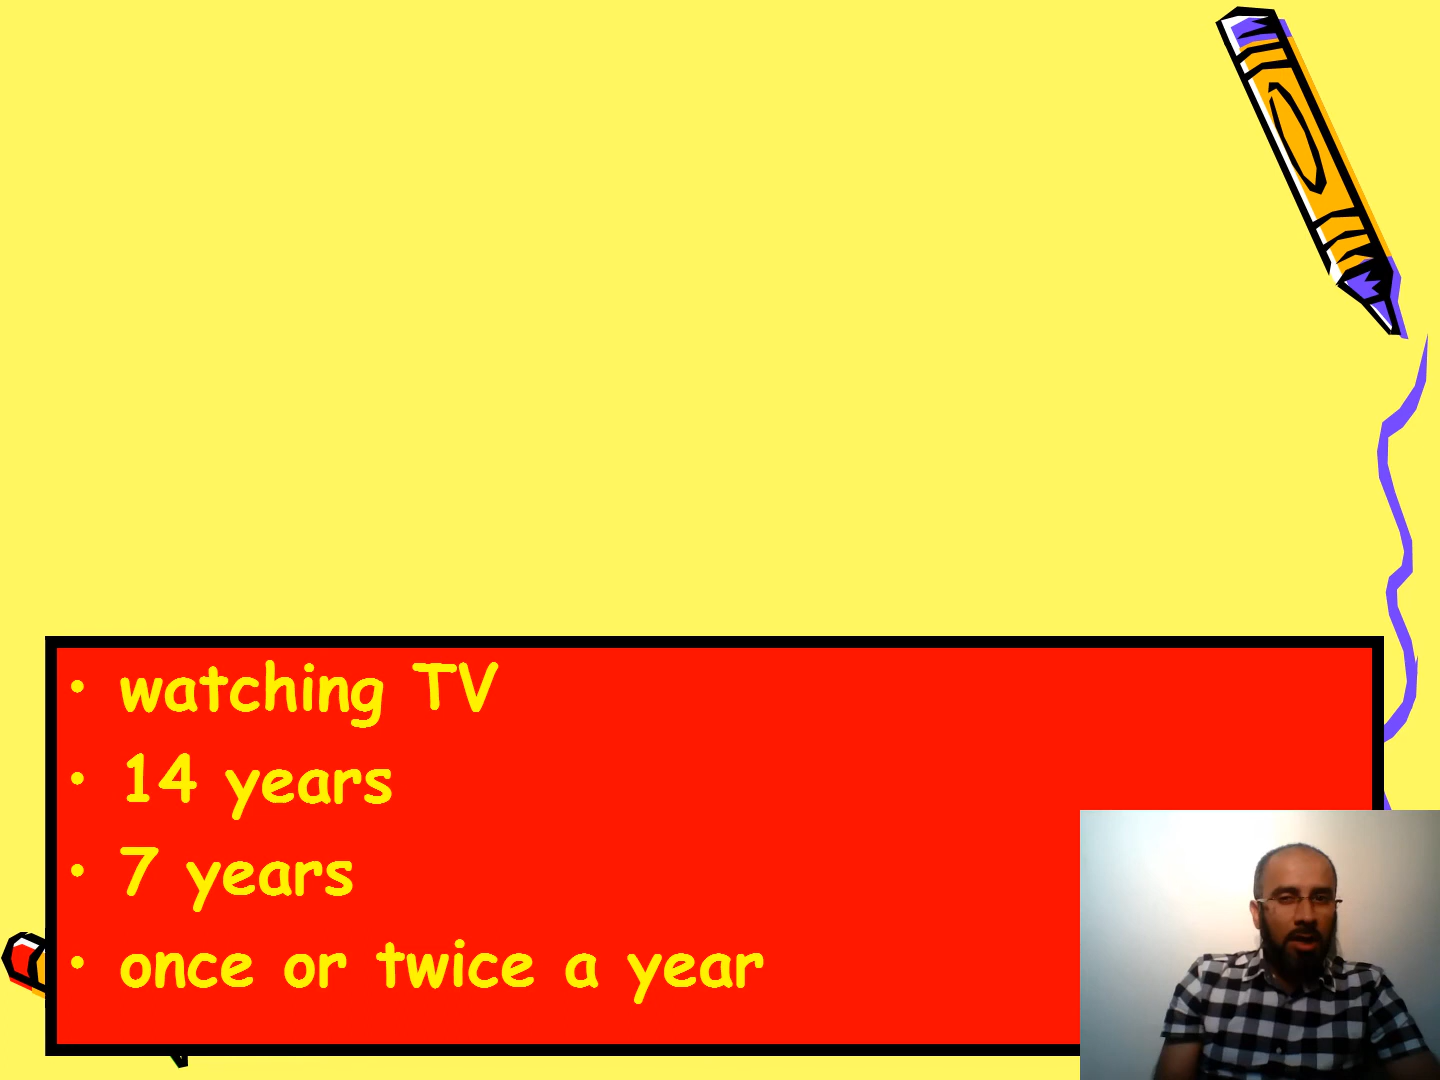 • watching TV
• 14 years
• 7 years
• once or twice a year